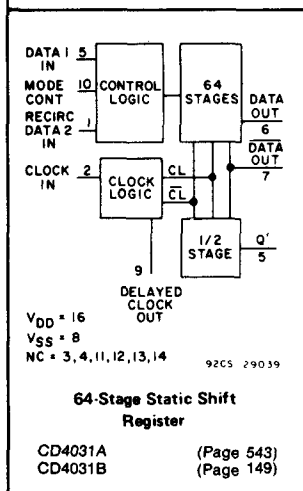 DATA 1 5
IN
MODE 10
CONT
RECIRC
DATA 2 1
IN
CONTROL
LOGIC
64
STAGES
DATA
OUT
6
DATA
OUT
7
CLOCK 2
IN
CLOCK
LOGIC
CL
CL
1/2
STAGE
Q'
5
9
DELAYED
CLOCK
OUT
VDD = 16
VSS = 8
NC = 3,4,11,12,13,14
92CS 29039
64-Stage Static Shift
Register
CD4031A (Page 543)
CD4031B (Page 149)